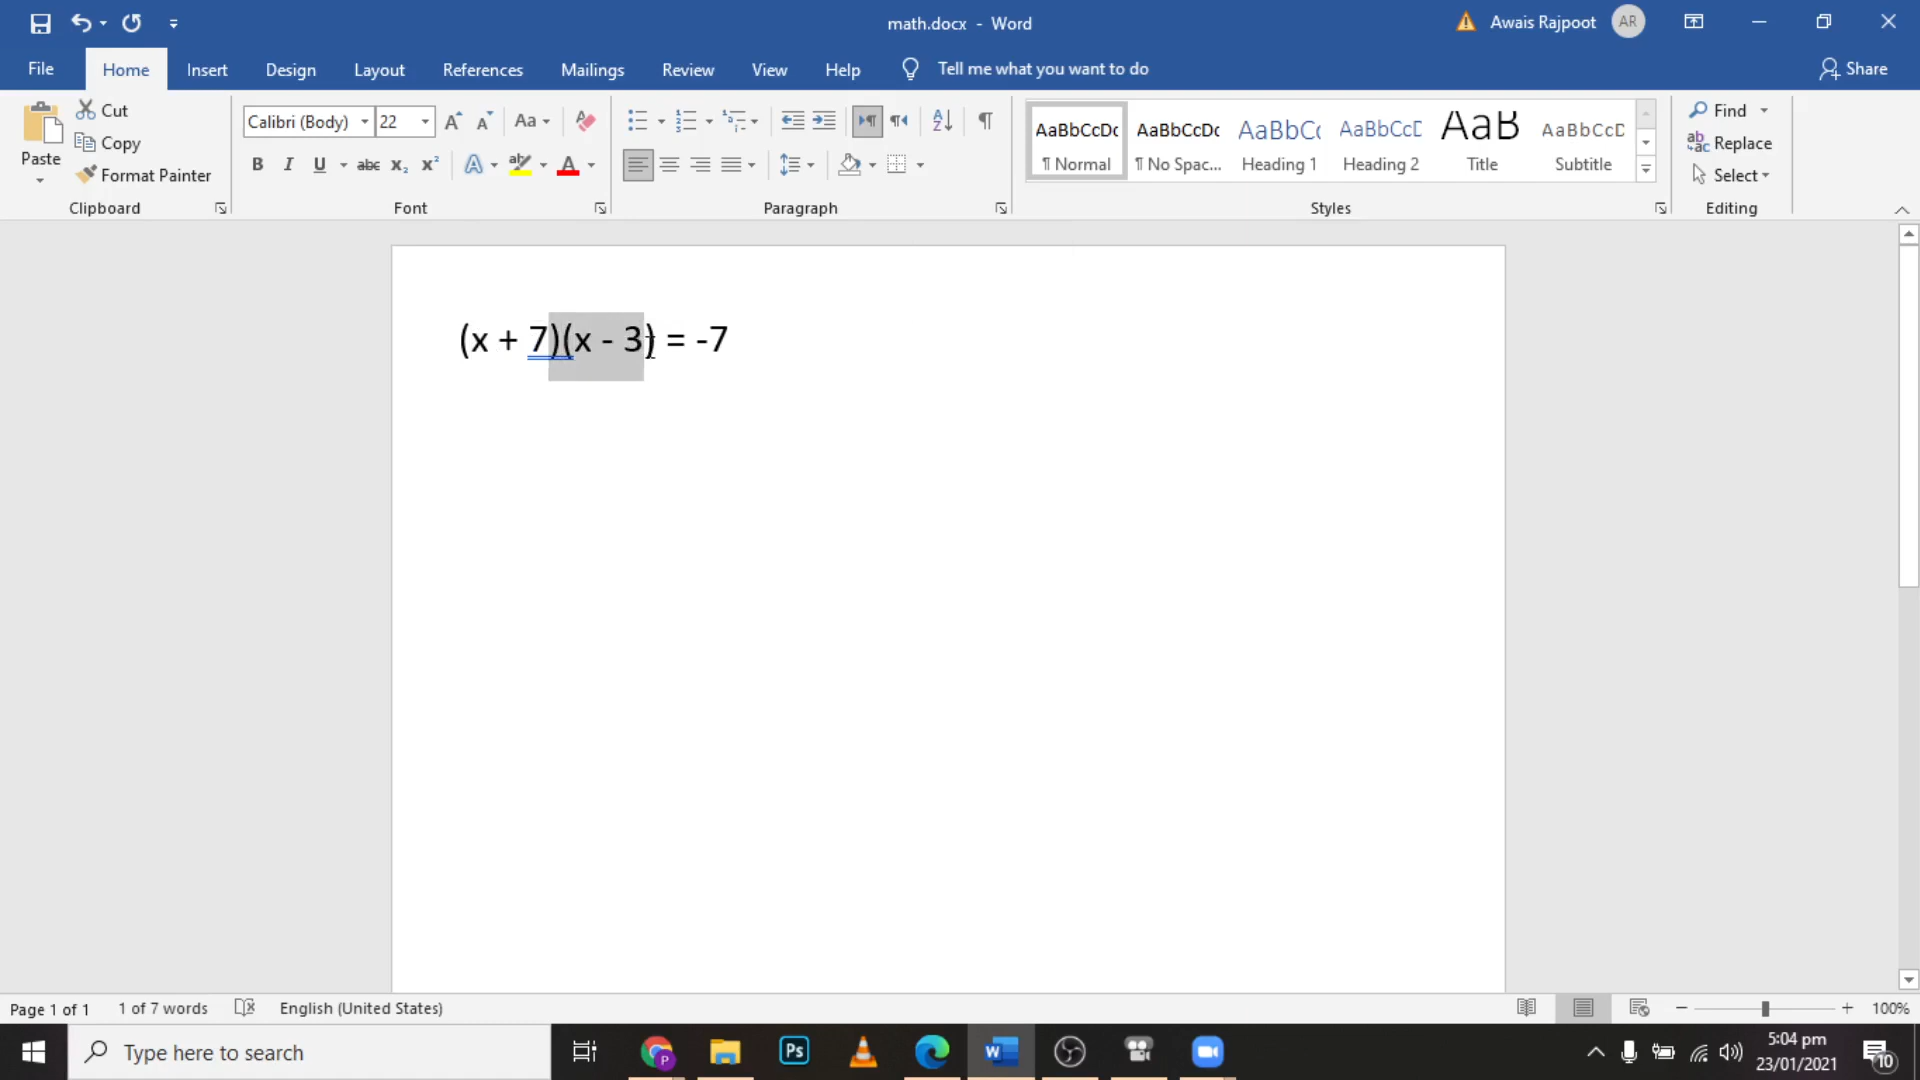 math.docx - Word
Awais Rajpoot
AR
File
Home
Insert
Design
Layout
References
Mailings
Review
View
Help
Tell me what you want to do
Share
Paste
Cut
Copy
Format Painter
Clipboard
Calibri (Body)
22
Aa
abc
Font
Paragraph
AaBbCcDc
¶ Normal
AaBbCcDc
¶ No Spac...
AaBbCc
Heading 1
AaBbCcD
Heading 2
AaB
Title
AaBbCcD
Subtitle
Styles
Find
Replace
Select
Editing
(x + 7)(x - 3) = -7
Page 1 of 1
1 of 7 words
English (United States)
100%
Type here to search
5:04 pm
23/01/2021
10